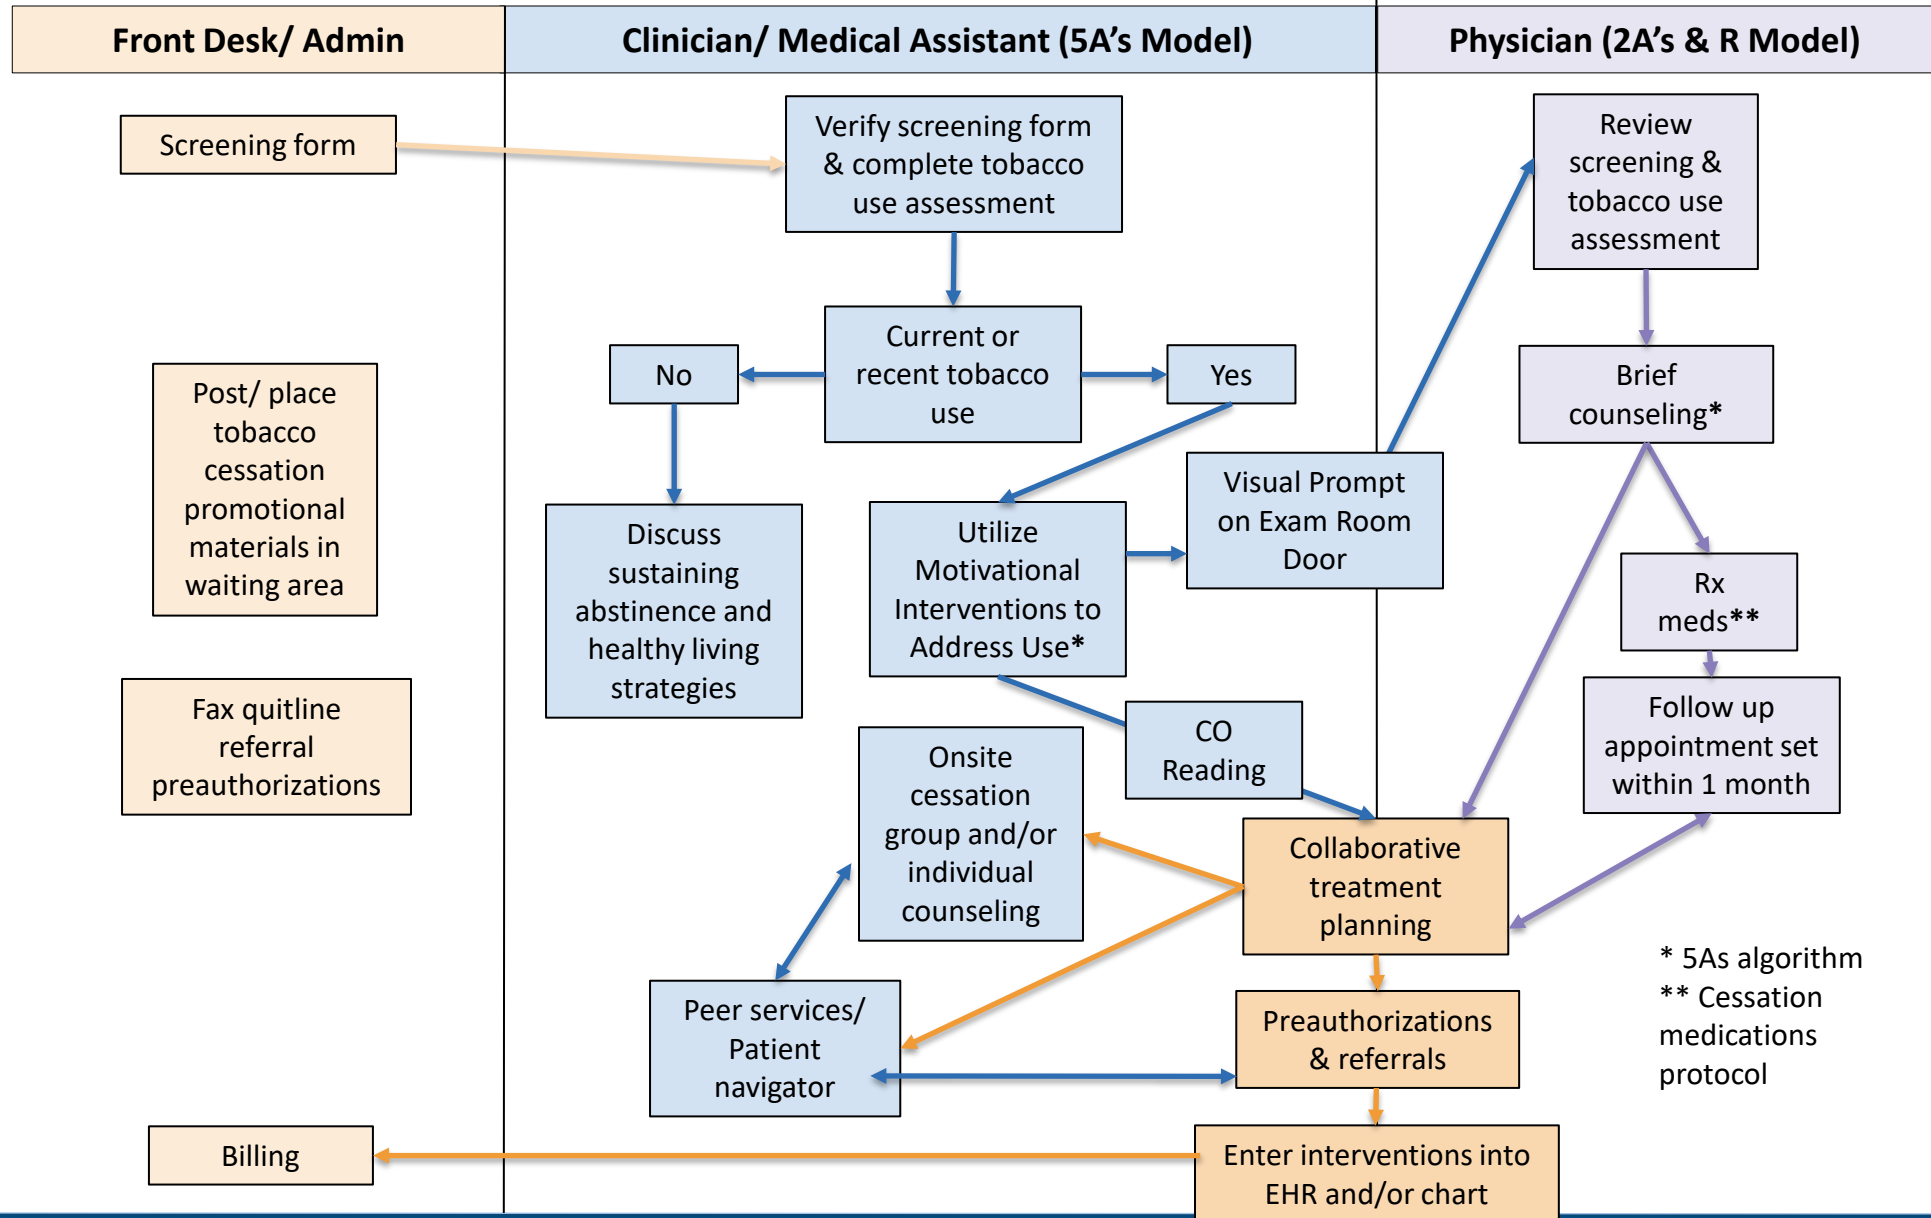 Front Desk/ Admin
Clinician/ Medical Assistant (5A’s Model)
Physician (2A’s & R Model)
Screening form
Post/ place
tobacco
cessation
promotional
materials in
waiting area
Fax quitline
referral
preauthorizations
Billing
Verify screening form
& complete tobacco
use assessment
Current or
recent tobacco
use
No
Yes
Discuss
sustaining
abstinence and
healthy living
strategies
Utilize
Motivational
Interventions to
Address Use*
Visual Prompt
on Exam Room
Door
CO
Reading
Onsite
cessation
group and/or
individual
counseling
Peer services/
Patient
navigator
Review
screening &
tobacco use
assessment
Brief
counseling*
Rx
meds**
Follow up
appointment set
within 1 month
Collaborative
treatment
planning
Preauthorizations
& referrals
Enter interventions into
EHR and/or chart
* 5As algorithm
** Cessation
medications
protocol